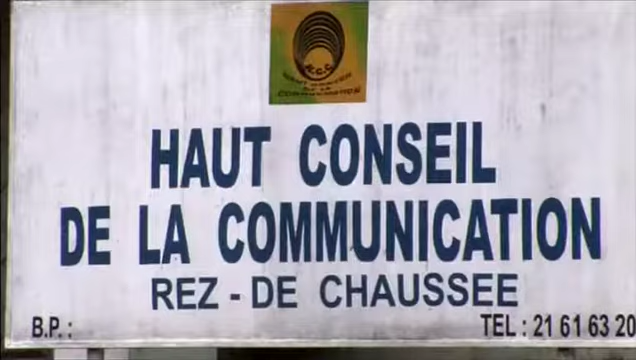 H.C.C.
HAUT CONSEIL
DE LA COMMUNICATION
REZ - DE CHAUSSEE
B.P. :
TEL : 21 61 63 20